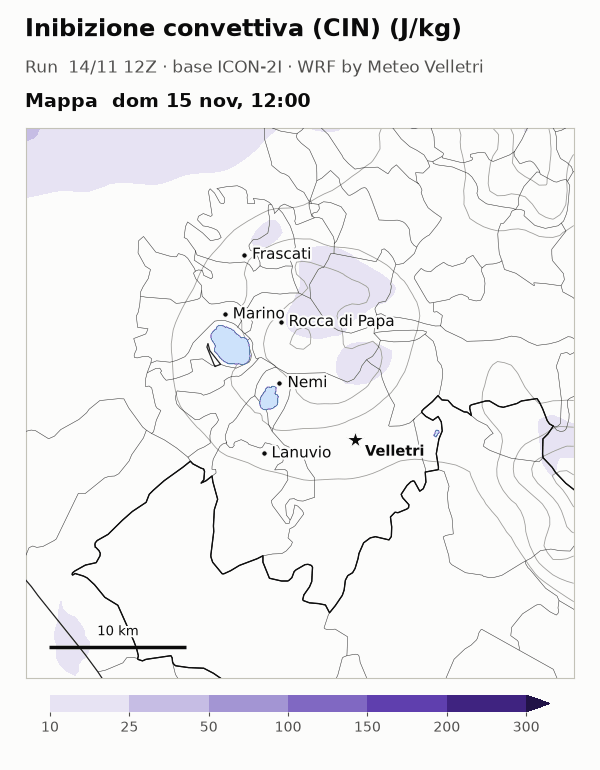 Inibizione convettiva (CIN) (J/kg)
Run 14/11 12Z · base ICON-2I · WRF by Meteo Velletri
Mappa dom 15 nov, 12:00
Frascati
Marino
Rocca di Papa
Nemi
Velletri
Lanuvio
10 km
10 25 50 100 150 200 300